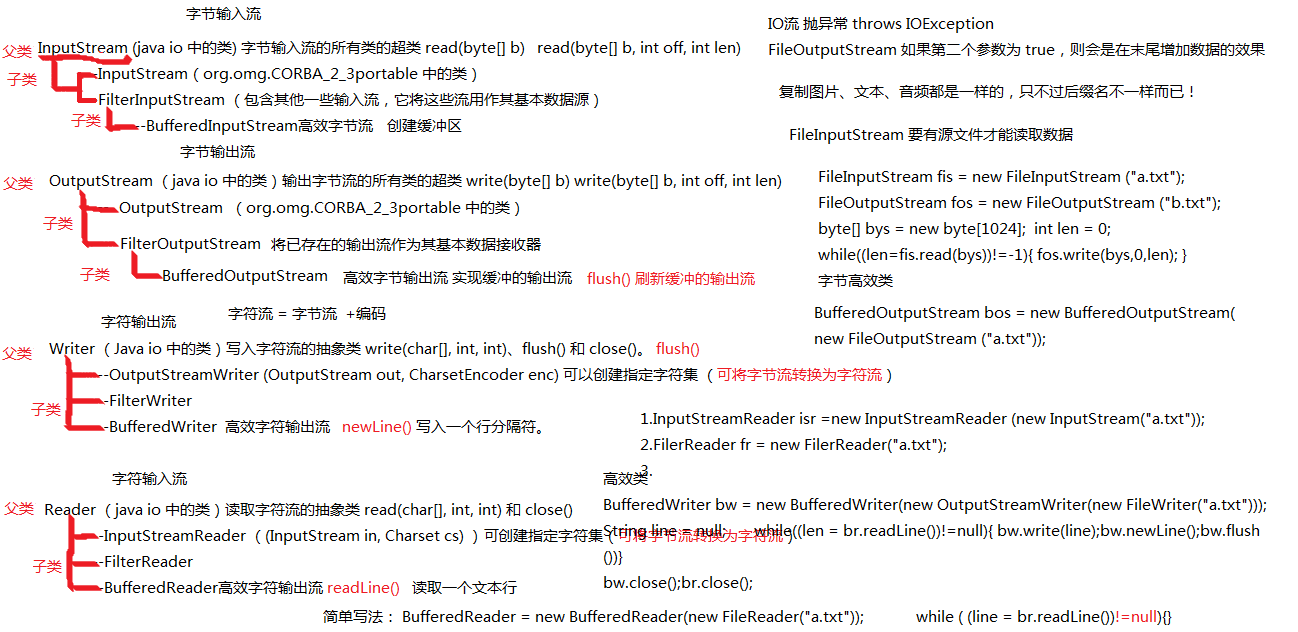 字节输入流
父类 InputStream (java io 中的类) 字节输入流的所有类的超类 read(byte[] b) read(byte[] b, int off, int len)
子类
-InputStream ( org.omg.CORBA_2_3portable 中的类 )
-FilterInputStream （ 包含其他一些输入流，它将这些流用作其基本数据源 ）
子类
--BufferedInputStream高效字节流 创建缓冲区
字节输出流
父类 OutputStream （ java io 中的类 ）输出字节流的所有类的超类 write(byte[] b) write(byte[] b, int off, int len)
子类
OutputStream （ org.omg.CORBA_2_3portable 中的类 ）
FilterOutputStream 将已存在的输出流作为其基本数据接收器
子类 BufferedOutputStream 高效字节输出流 实现缓冲的输出流 flush() 刷新缓冲的输出流
字符流 = 字节流 +编码
字符输出流
父类 Writer （ Java io 中的类 ）写入字符流的抽象类 write(char[], int, int)、flush() 和 close()。 flush()
--OutputStreamWriter (OutputStream out, CharsetEncoder enc) 可以创建指定字符集 （ 可将字节流转换为字符流 ）
子类
-FilterWriter
-BufferedWriter 高效字符输出流 newLine() 写入一个行分隔符。
字符输入流
父类 Reader （ java io 中的类 ）读取字符流的抽象类 read(char[], int, int) 和 close()
-InputStreamReader （ (InputStream in, Charset cs) ）可创建指定字符集 （ 可将字节流转换为字符流 ）
子类
-FilterReader
-BufferedReader高效字符输出流 readLine() 读取一个文本行
IO流 抛异常 throws IOException
FileOutputStream 如果第二个参数为 true，则会是在末尾增加数据的效果
复制图片、文本、音频都是一样的，只不过后缀名不一样而已！
FileInputStream 要有源文件才能读取数据
FileInputStream fis = new FileInputStream ("a.txt");
FileOutputStream fos = new FileOutputStream ("b.txt");
byte[] bys = new byte[1024]; int len = 0;
while((len=fis.read(bys))!=-1){ fos.write(bys,0,len); }
字节高效类
BufferedOutputStream bos = new BufferedOutputStream(
new FileOutputStream ("a.txt"));
1.InputStreamReader isr =new InputStreamReader (new InputStream("a.txt"));
2.FilerReader fr = new FilerReader("a.txt");
3.
高效类
BufferedWriter bw = new BufferedWriter(new OutputStreamWriter(new FileWriter("a.txt")));
String line = null; while((len = br.readLine())!=null){ bw.write(line);bw.newLine();bw.flush
())}
bw.close();br.close();
简单写法： BufferedReader = new BufferedReader(new FileReader("a.txt")); while ( (line = br.readLine())!=null){}